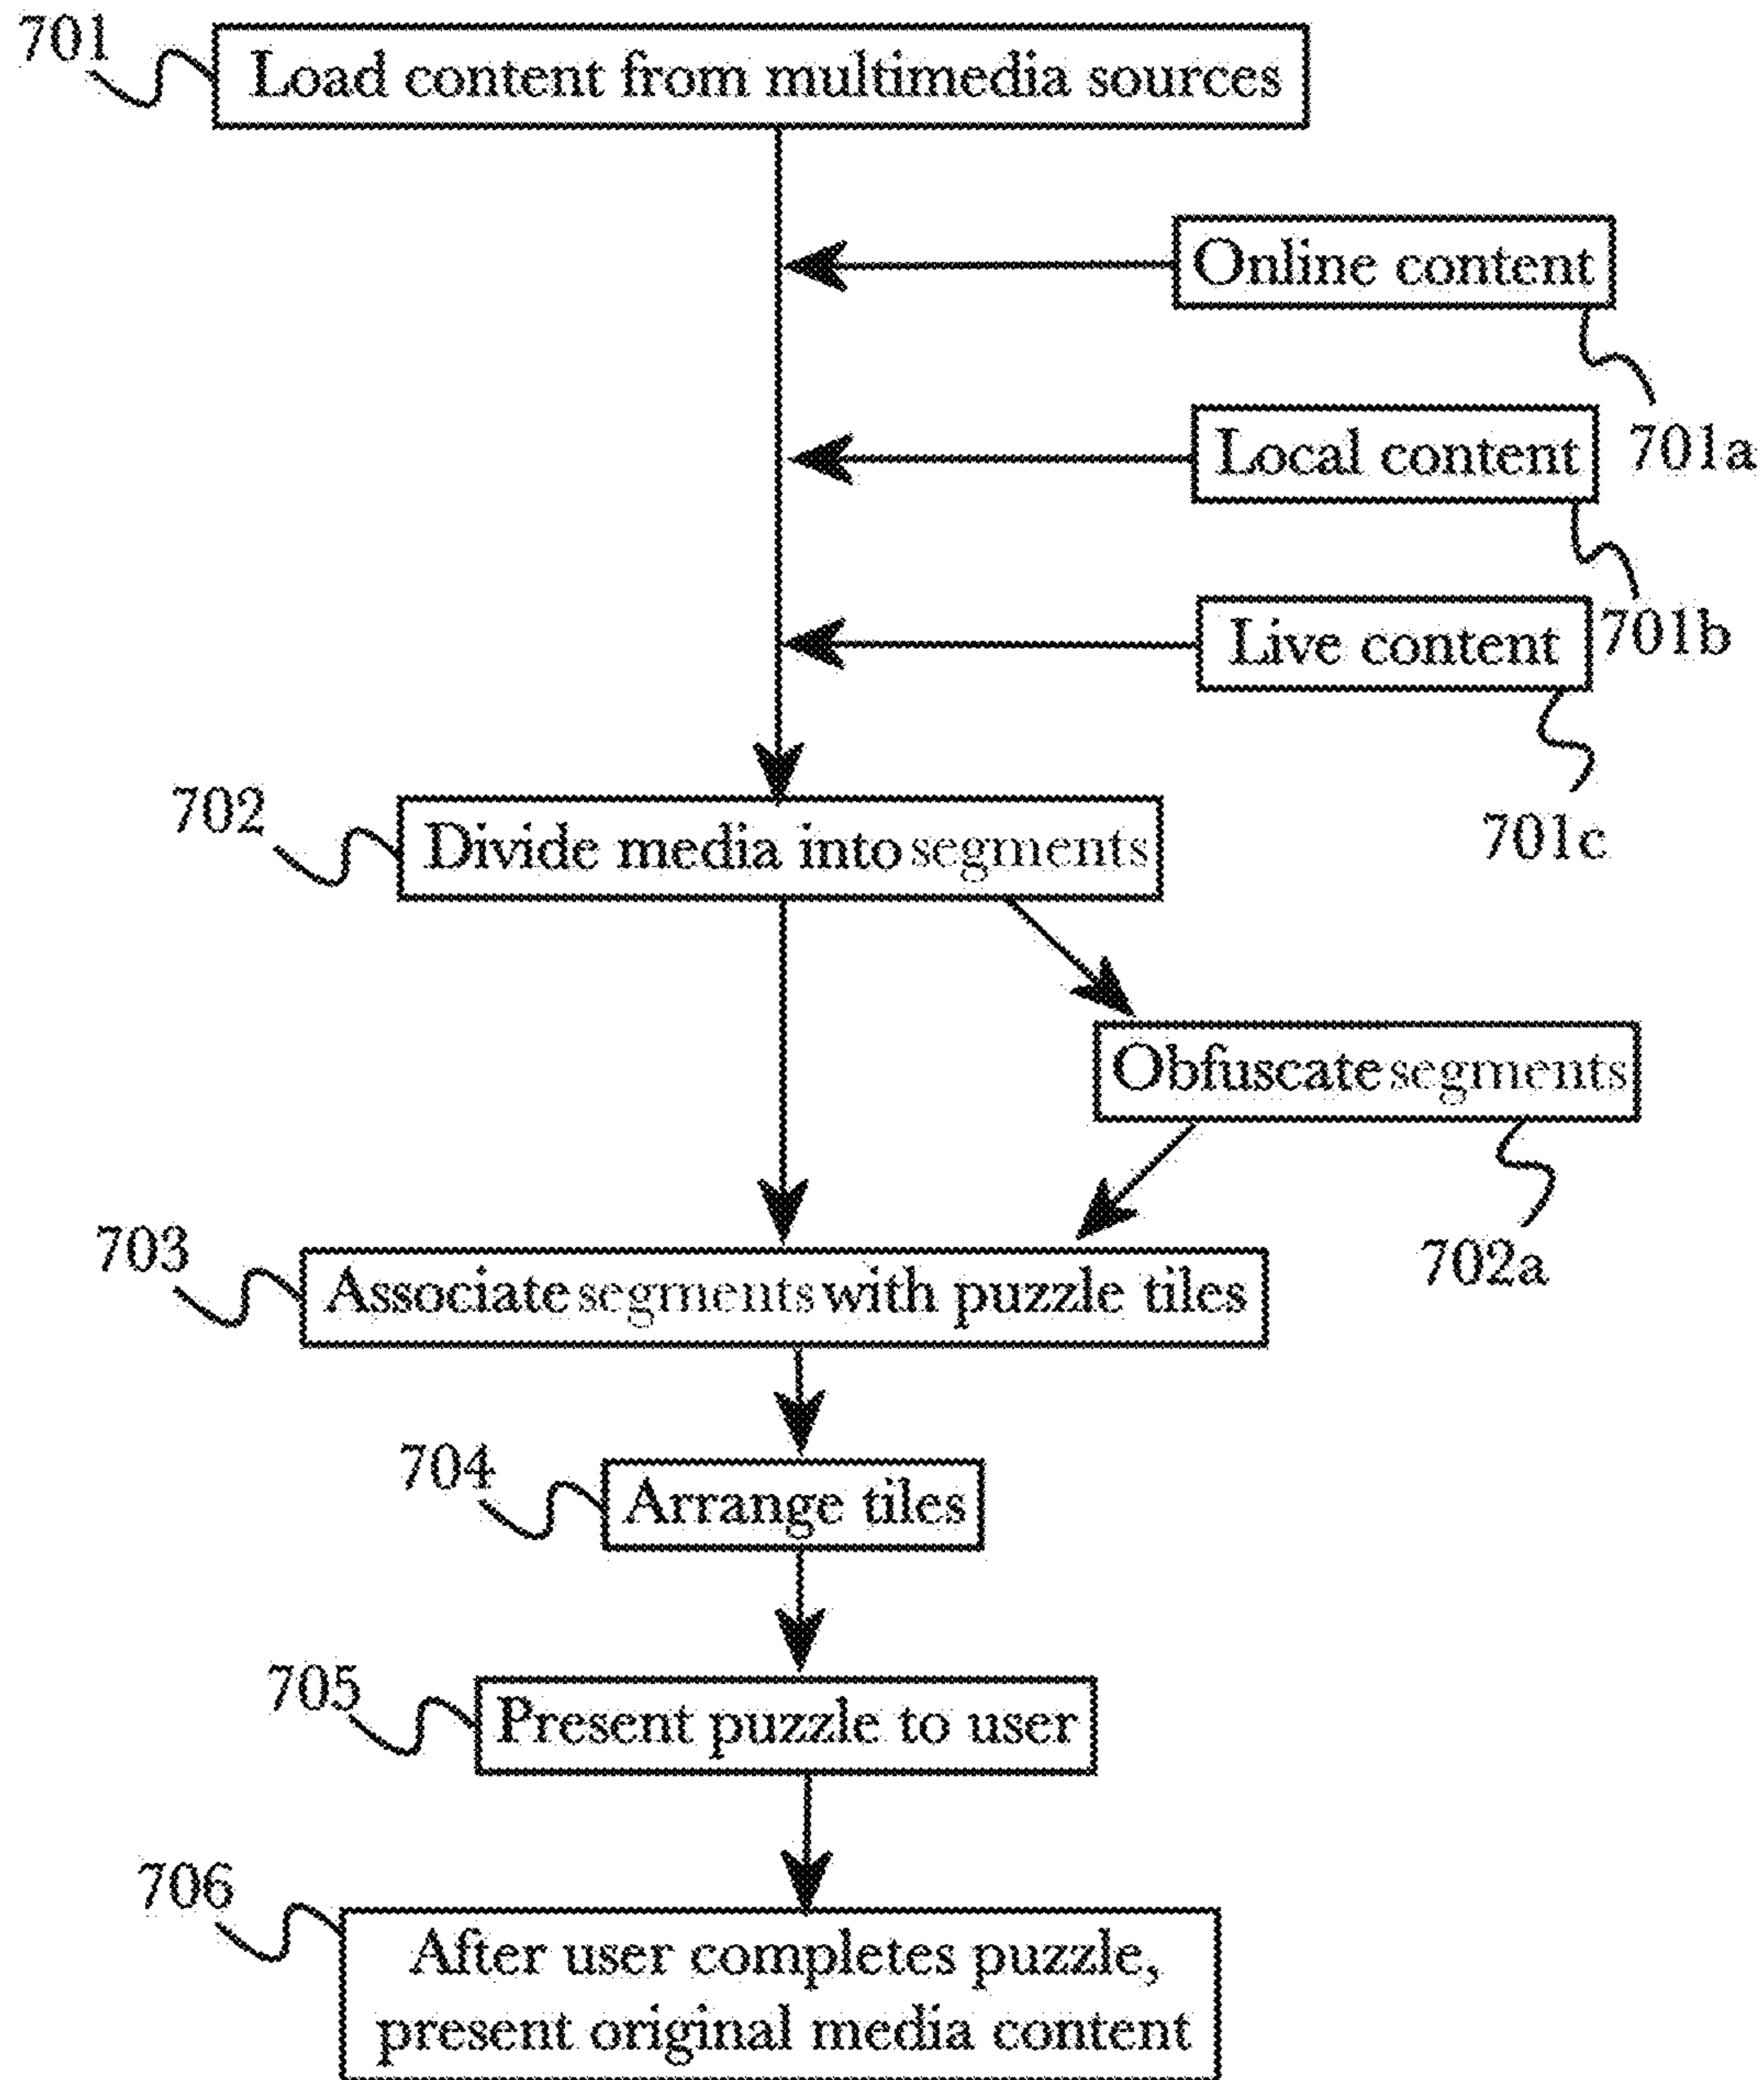 701
Load content from multimedia sources
Online content
701a
Local content
701b
Live content
701c
702
Divide media into segments
Obfuscate segments
702a
703
Associate segments with puzzle tiles
704
Arrange tiles
705
Present puzzle to user
706
After user completes puzzle,
present original media content